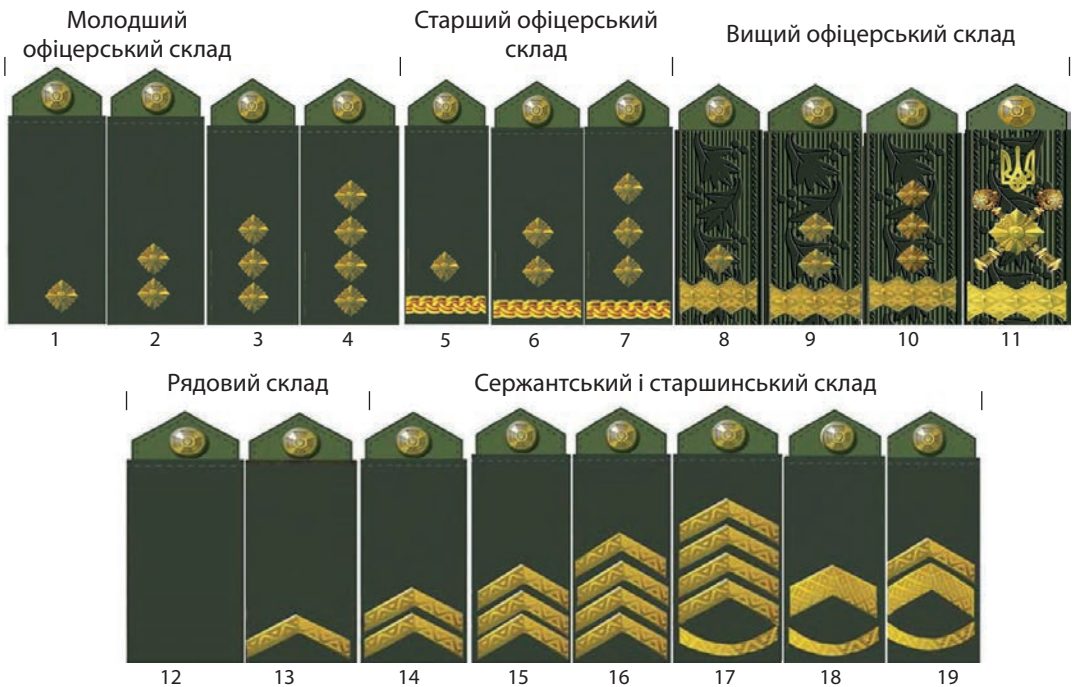 Молодший
офіцерський склад
Старший офіцерський
склад
Вищий офіцерський склад
1 2 3 4 5 6 7 8 9 10 11
Рядовий склад
Сержантський і старшинський склад
12 13 14 15 16 17 18 19